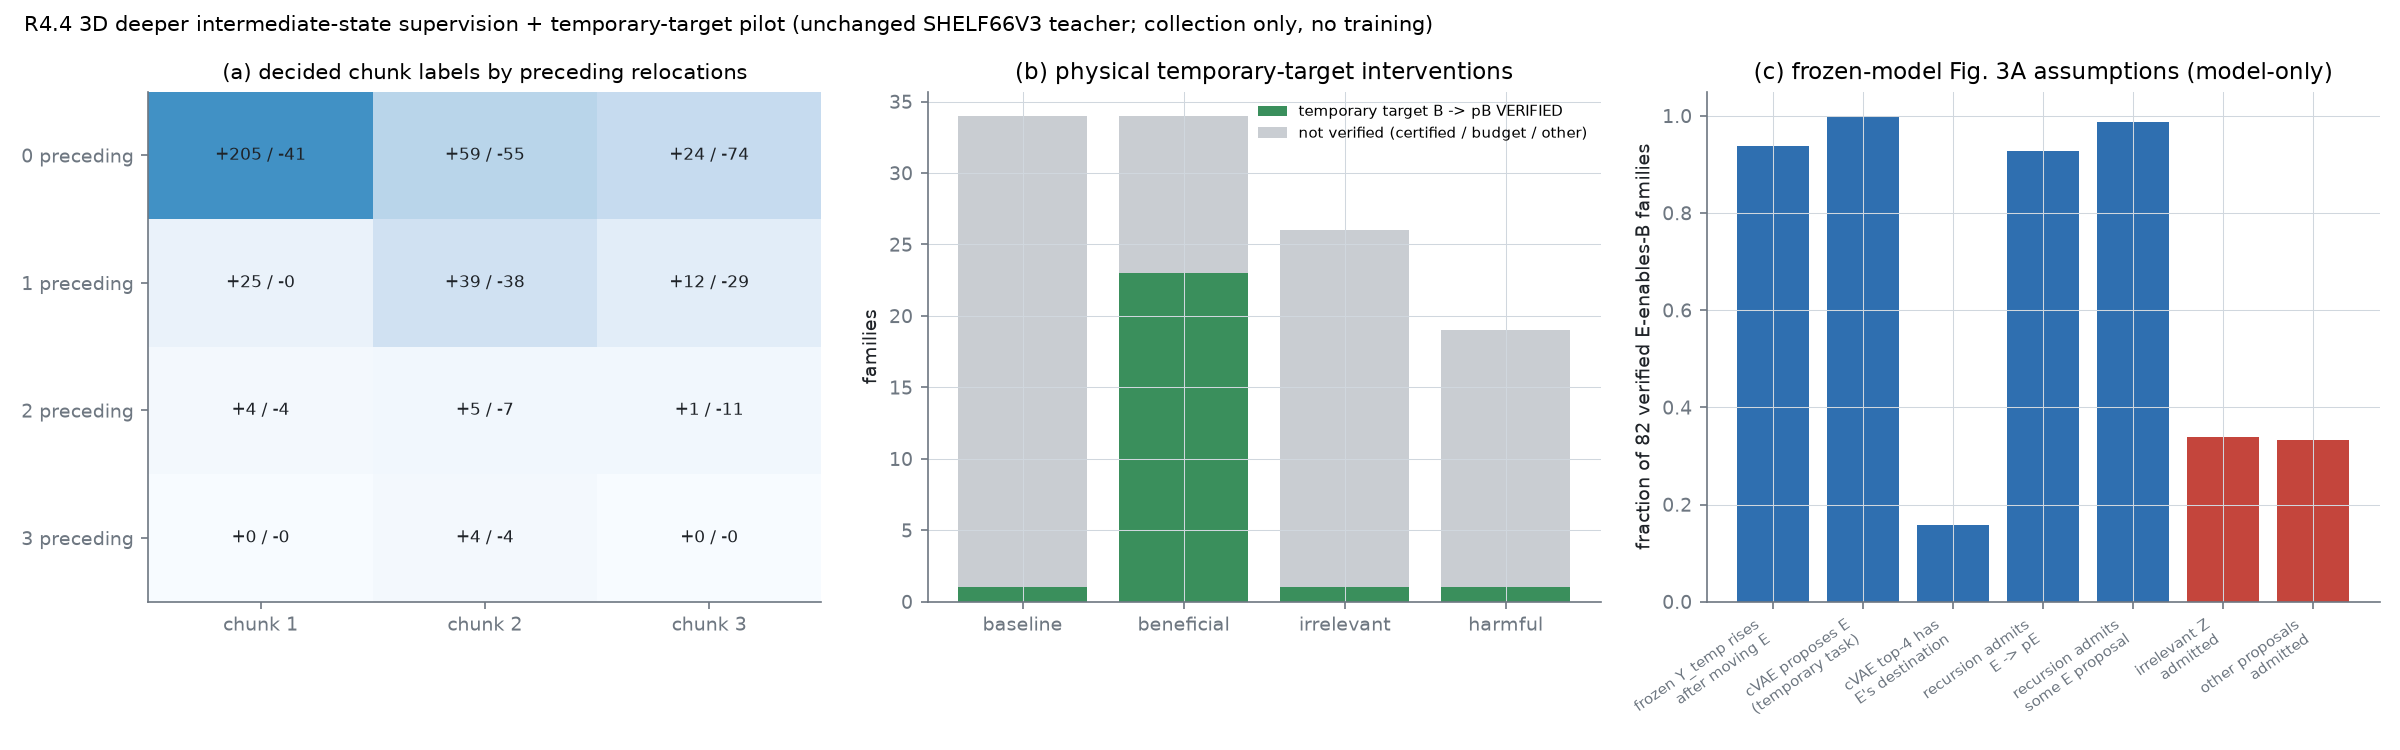 R4.4 3D deeper intermediate-state supervision + temporary-target pilot (unchanged SHELF66V3 teacher; collection only, no training)
(a) decided chunk labels by preceding relocations
0 preceding
+205 / -41
+59 / -55
+24 / -74
1 preceding
+25 / -0
+39 / -38
+12 / -29
2 preceding
+4 / -4
+5 / -7
+1 / -11
3 preceding
+0 / -0
+4 / -4
+0 / -0
chunk 1
chunk 2
chunk 3
(b) physical temporary-target interventions
temporary target B -> pB VERIFIED
not verified (certified / budget / other)
families
35
30
25
20
15
10
5
0
baseline
beneficial
irrelevant
harmful
(c) frozen-model Fig. 3A assumptions (model-only)
fraction of 82 verified E-enables-B families
1.0
0.8
0.6
0.4
0.2
0.0
frozen Y_temp rises
after moving E
cVAE proposes E
(temporary task)
cVAE top-4 has
E's destination
recursion admits
E -> pE
recursion admits
some E proposal
irrelevant Z
admitted
other proposals
admitted